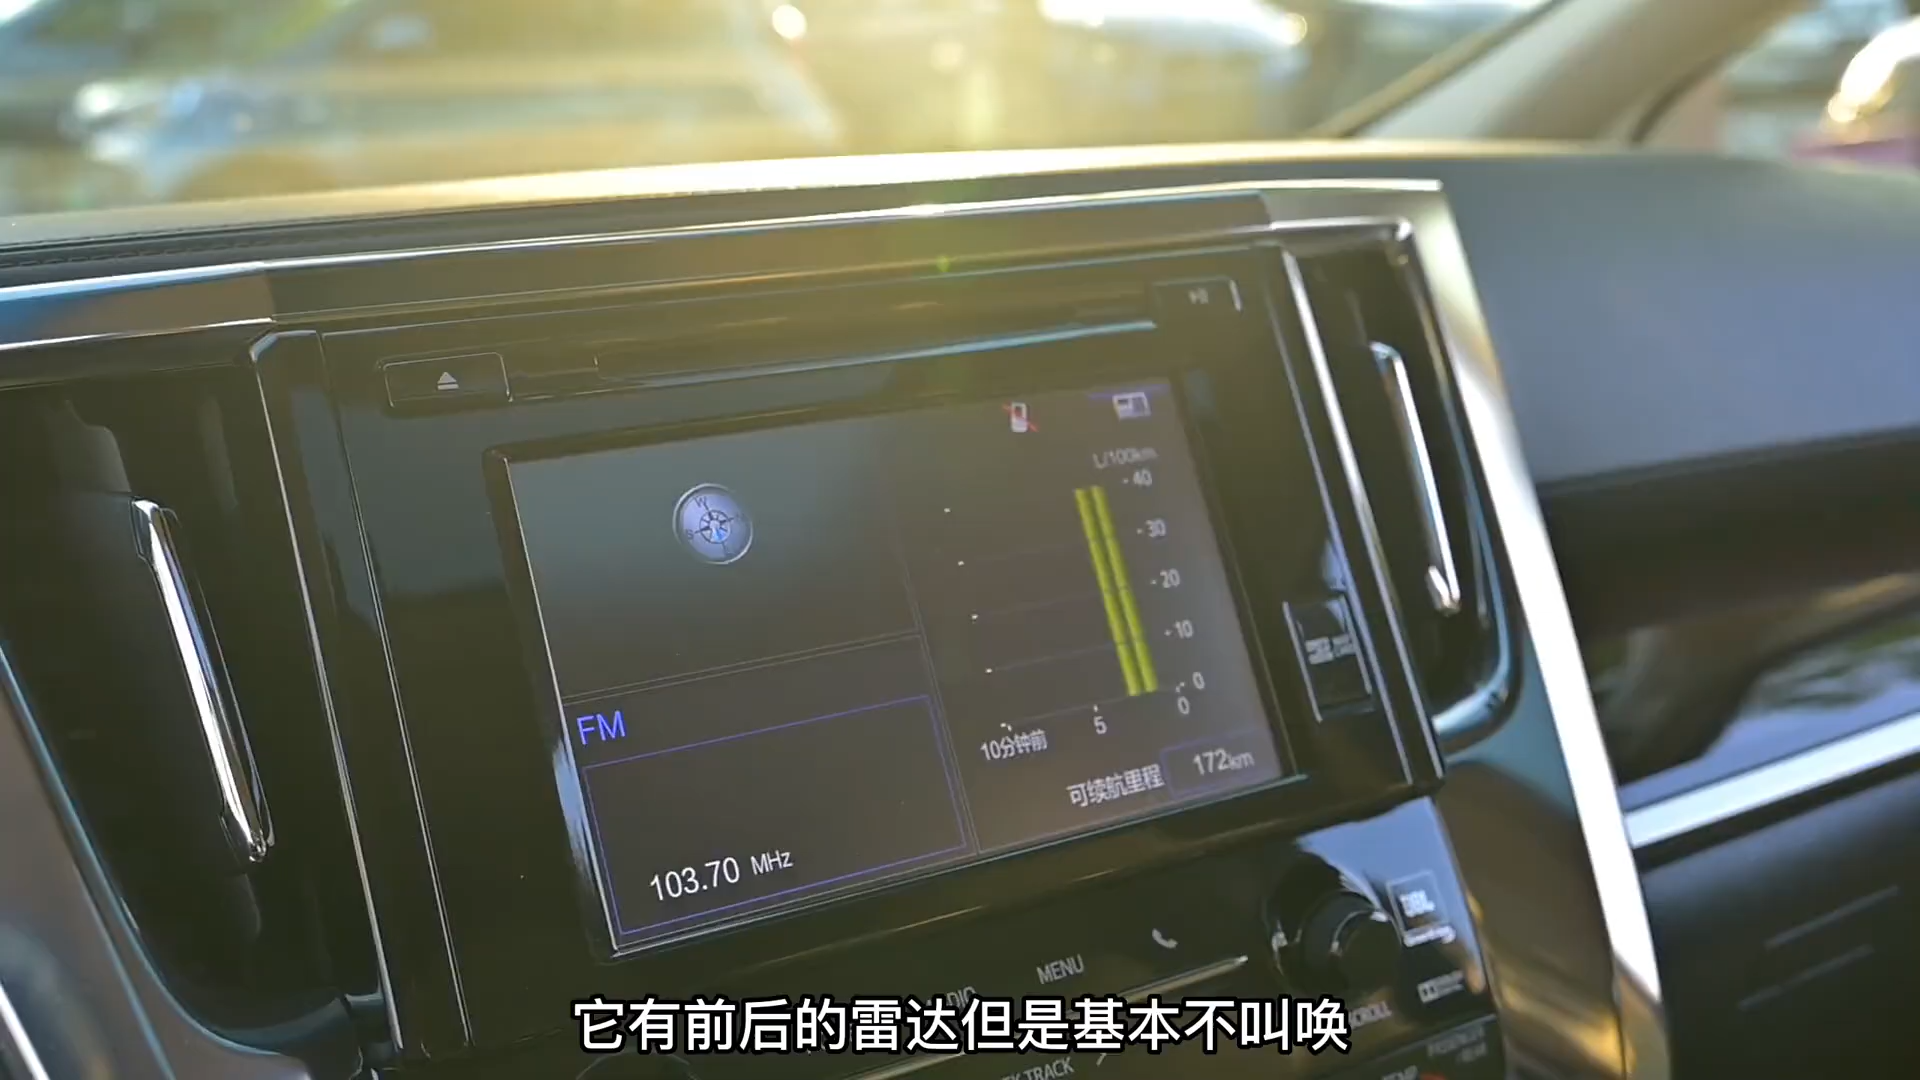 L/100km
- 40
- 30
- 20
- 10
- 0
10分钟前 5 0
可续航里程 172km
FM
103.70 MHz
MENU
JBL
TRACK
它有前后的雷达但是基本不叫唤